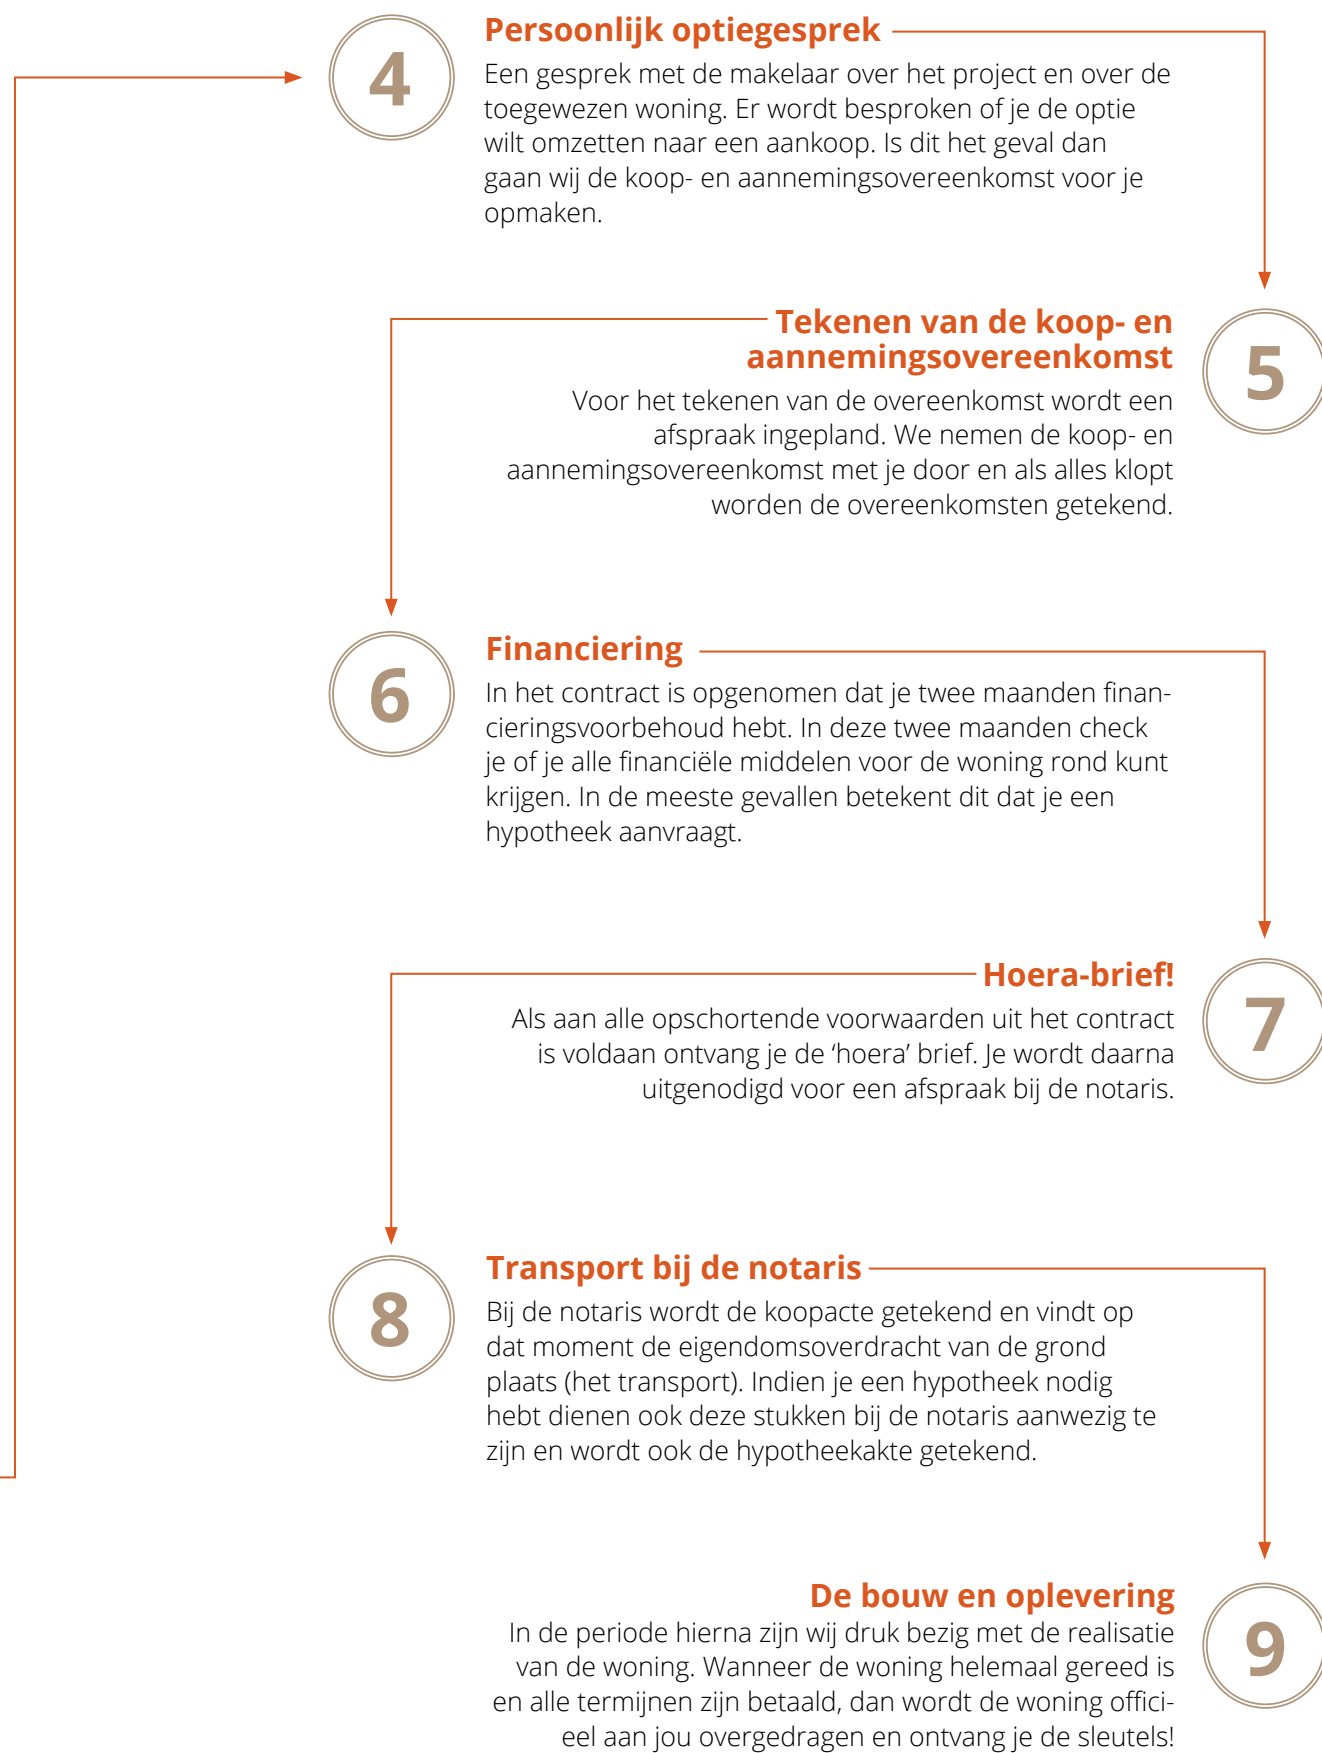 4
Persoonlijk optiegesprek
Een gesprek met de makelaar over het project en over de
toegewezen woning. Er wordt besproken of je de optie
wilt omzetten naar een aankoop. Is dit het geval dan
gaan wij de koop- en aannemingsovereenkomst voor je
opmaken.
5
Tekenen van de koop- en
aannemingsovereenkomst
Voor het tekenen van de overeenkomst wordt een
afspraak ingepland. We nemen de koop- en
aannemingsovereenkomst met je door en als alles klopt
worden de overeenkomsten getekend.
6
Financiering
In het contract is opgenomen dat je twee maanden finan-
cieringsvoorbehoud hebt. In deze twee maanden check
je of je alle financiële middelen voor de woning rond kunt
krijgen. In de meeste gevallen betekent dit dat je een
hypotheek aanvraagt.
7
Hoera-brief!
Als aan alle opschortende voorwaarden uit het contract
is voldaan ontvang je de ‘hoera’ brief. Je wordt daarna
uitgenodigd voor een afspraak bij de notaris.
8
Transport bij de notaris
Bij de notaris wordt de koopacte getekend en vindt op
dat moment de eigendomsoverdracht van de grond
plaats (het transport). Indien je een hypotheek nodig
hebt dienen ook deze stukken bij de notaris aanwezig te
zijn en wordt ook de hypotheekakte getekend.
9
De bouw en oplevering
In de periode hierna zijn wij druk bezig met de realisatie
van de woning. Wanneer de woning helemaal gereed is
en alle termijnen zijn betaald, dan wordt de woning offici-
eel aan jou overgedragen en ontvang je de sleutels!